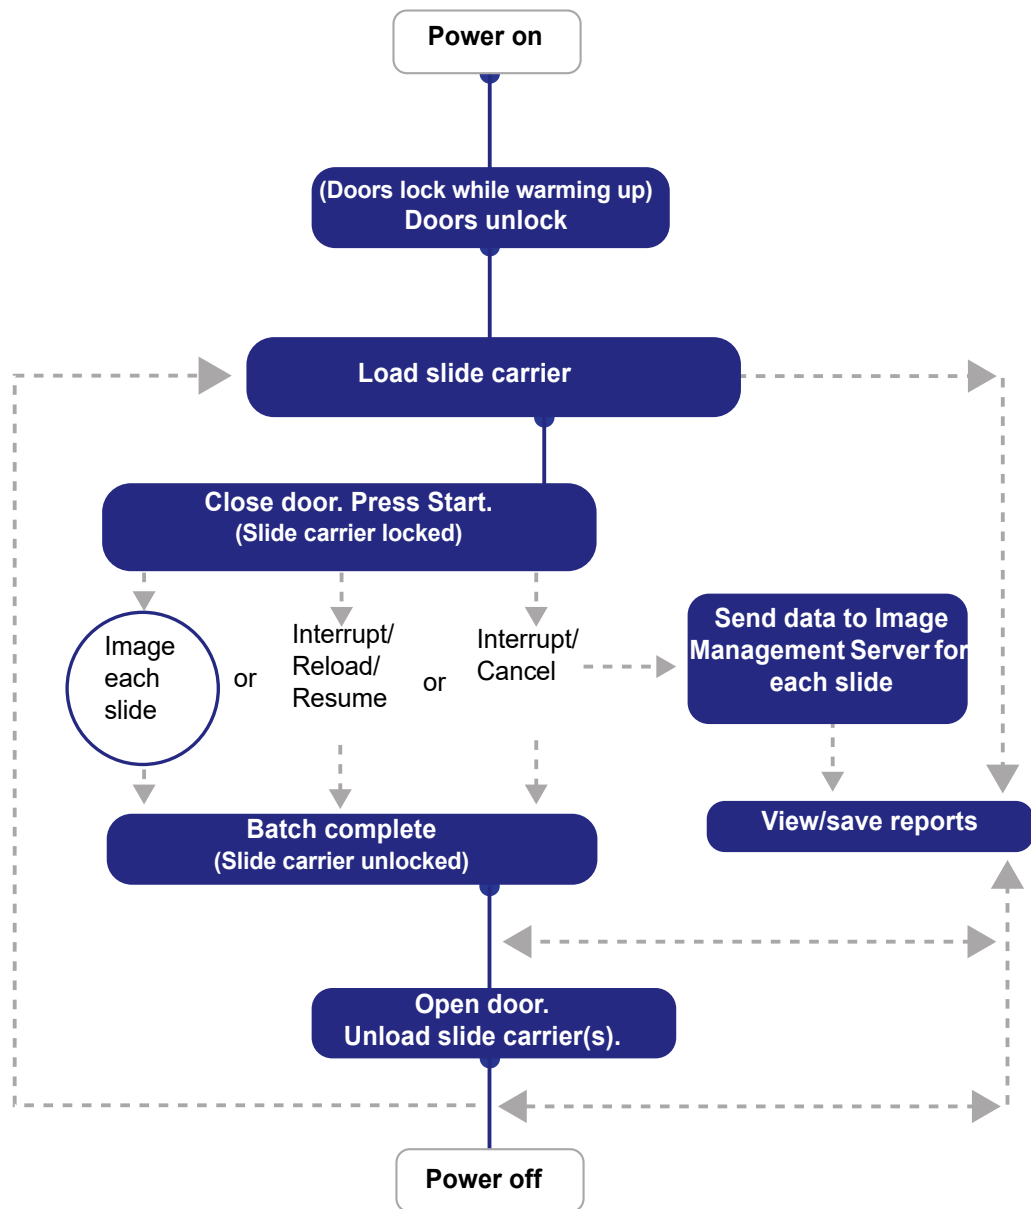 Power on
(Doors lock while warming up)
Doors unlock
Load slide carrier
Close door. Press Start.
(Slide carrier locked)
Image
each
slide
or
Interrupt/
Reload/
Resume
or
Interrupt/
Cancel
Send data to Image
Management Server for
each slide
View/save reports
Batch complete
(Slide carrier unlocked)
Open door.
Unload slide carrier(s).
Power off